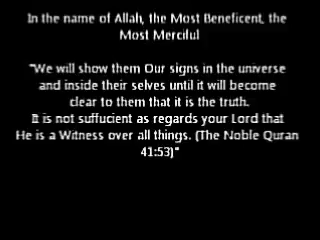 In the name of Allah, the Most Beneficent, the
Most Merciful
"We will show them Our signs in the universe
and inside their selves until it will become
clear to them that it is the truth.
It is not suffucient as regards your Lord that
He is a Witness over all things. (The Noble Quran
41:53)"